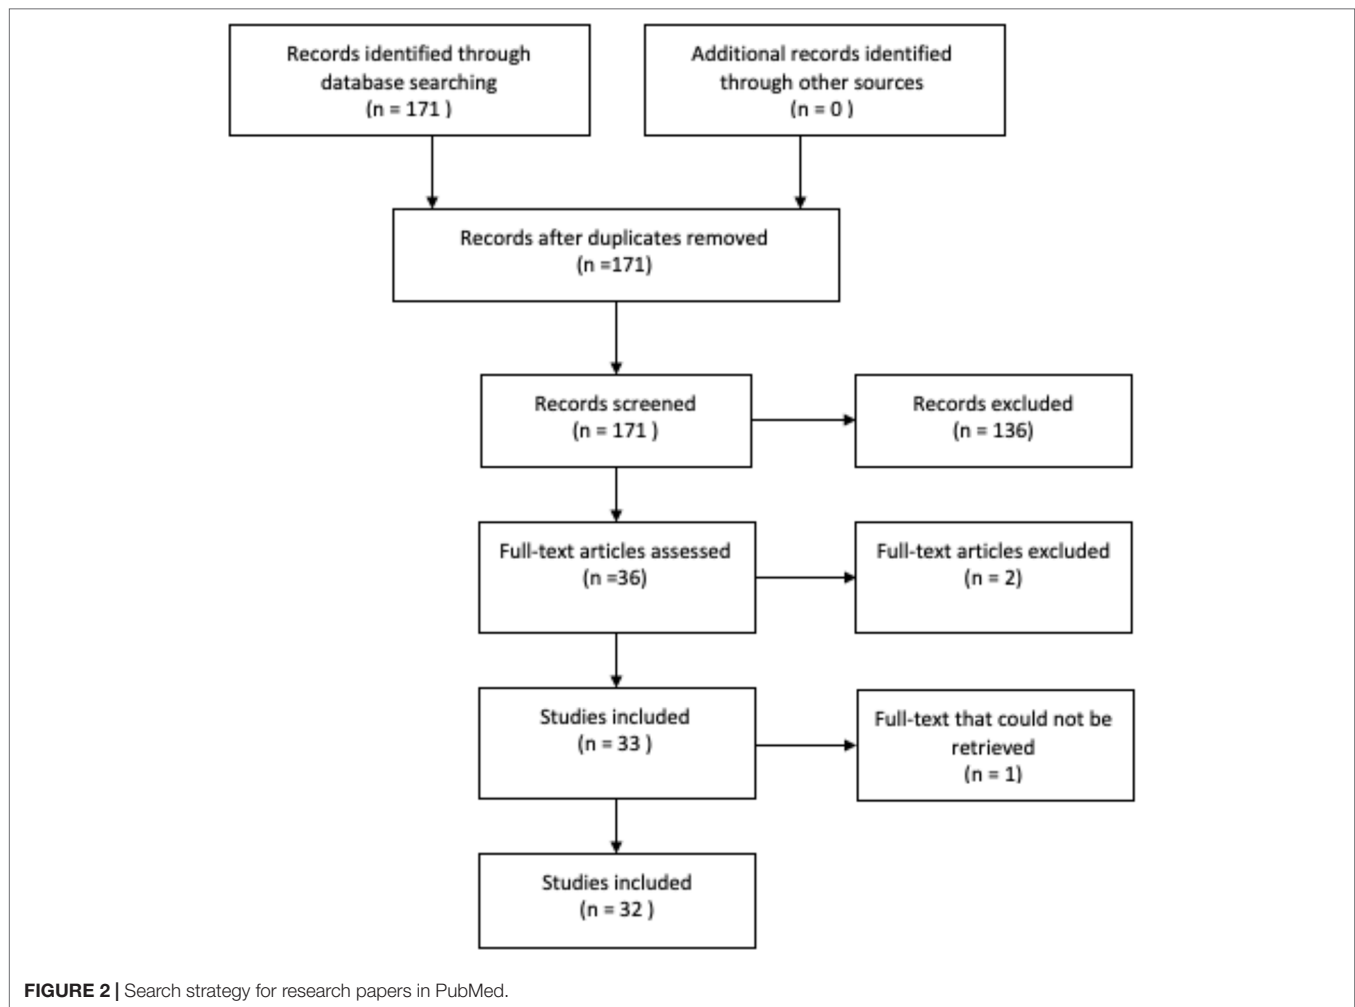 Records identified through
database searching
(n = 171 )
Additional records identified
through other sources
(n = 0 )
Records after duplicates removed
(n =171)
Records screened
(n = 171 )
Records excluded
(n = 136)
Full-text articles assessed
(n =36)
Full-text articles excluded
(n = 2)
Studies included
(n = 33 )
Full-text that could not be
retrieved
(n = 1)
Studies included
(n = 32 )
FIGURE 2 | Search strategy for research papers in PubMed.